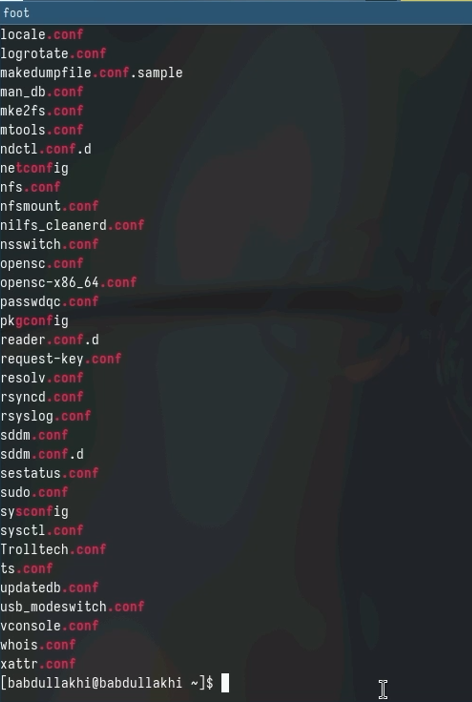 foot
locale.conf
logrotate.conf
makedumpfile.conf.sample
man_db.conf
mke2fs.conf
mtools.conf
ndctl.conf.d
netconfig
nfs.conf
nfsmount.conf
nilfs_cleanerd.conf
nsswitch.conf
opensc.conf
opensc-x86_64.conf
passwdqc.conf
pkgconfig
reader.conf.d
request-key.conf
resolv.conf
rsyncd.conf
rsyslog.conf
sddm.conf
sddm.conf.d
sestatus.conf
sudo.conf
sysconfig
sysctl.conf
Trolltech.conf
ts.conf
updatedb.conf
usb_modeswitch.conf
vconsole.conf
whois.conf
xattr.conf
[babdullakhi@babdullakhi ~]$